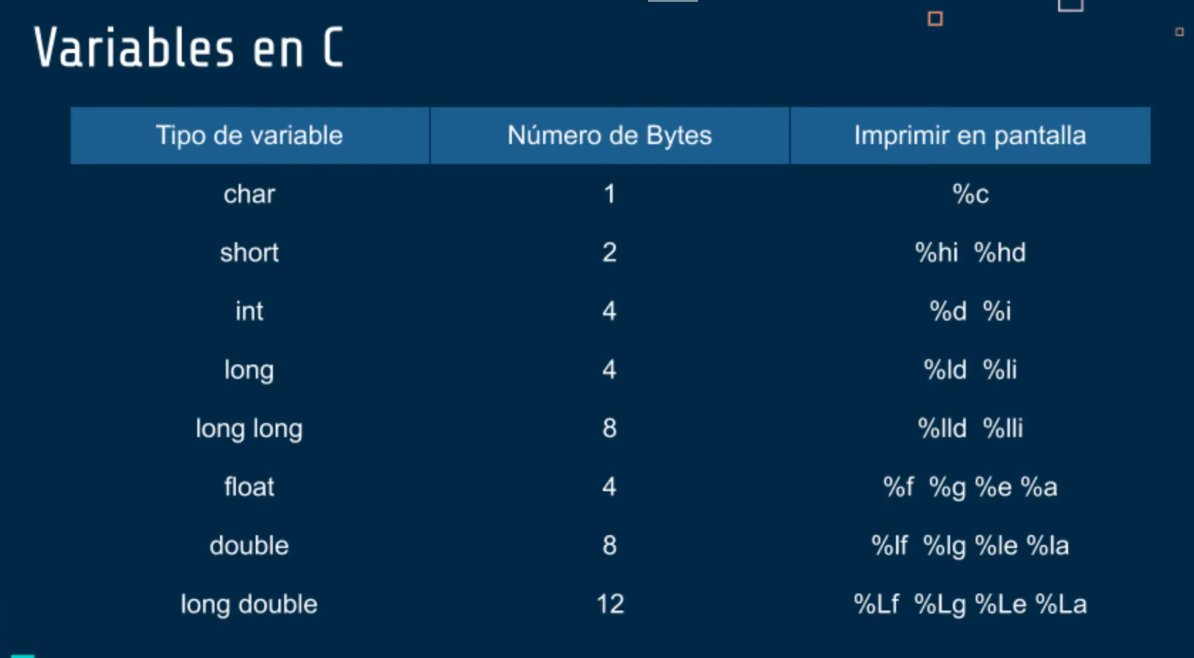 Variables en C
Tipo de variable Número de Bytes Imprimir en pantalla
char 1 %c
short 2 %hi %hd
int 4 %d %i
long 4 %ld %li
long long 8 %lld %lli
float 4 %f %g %e %a
double 8 %lf %lg %le %la
long double 12 %Lf %Lg %Le %La